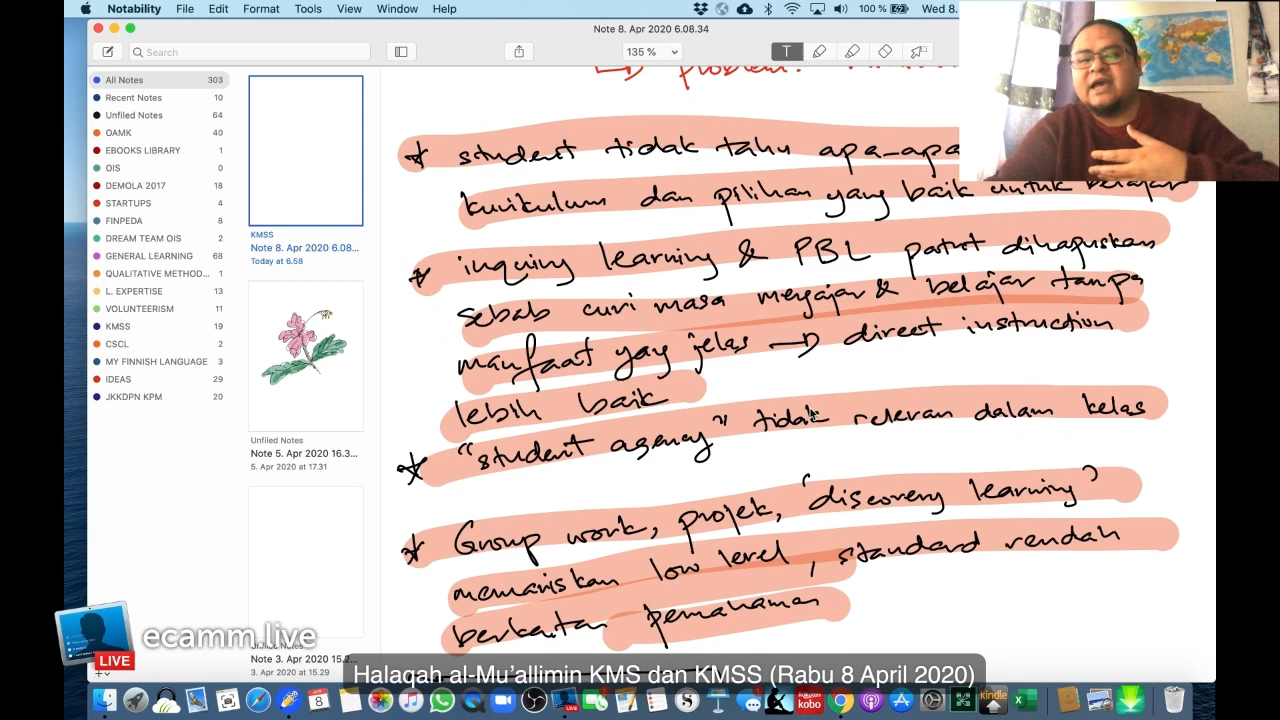 Notability File Edit Format Tools View Window Help 100 % Wed 8.
Note 8. Apr 2020 6.08.34
Search
135 %
T
All Notes 303
Recent Notes 10
Unfiled Notes 64
OAMK 40
EBOOKS LIBRARY 1
OIS 0
DEMOLA 2017 18
STARTUPS 4
FINPEDA 8
DREAM TEAM OIS 2
GENERAL LEARNING 68
QUALITATIVE METHOD... 1
L. EXPERTISE 13
VOLUNTEERISM 11
KMSS 19
CSCL 2
MY FINNISH LANGUAGE 3
IDEAS 29
JKKDPN KPM 20
KMSS
Note 8. Apr 2020 6.08...
Today at 6.58
Unfiled Notes
Note 5. Apr 2020 16.3...
5. Apr 2020 at 17.31
Note 3. Apr 2020 15.2...
3. Apr 2020 at 15.29
problem:
student tidak tahu apa-apa
kurikulum dan pilihan yang baik untuk belajar
inquiry learning & PBL patut dihapuskan
sebab curi masa mengajar & belajar tanpa
manfaat yang jelas → direct instruction
lebih baik
"student agency" tidak relevan dalam kelas
Group work, projek, 'discovery learning'
memariskan low level, standard rendah
berkaitan pemahaman
ecamm live
LIVE
Halaqah al-Mu'allimin KMS dan KMSS (Rabu 8 April 2020)
Rakuten
kobo
kindle